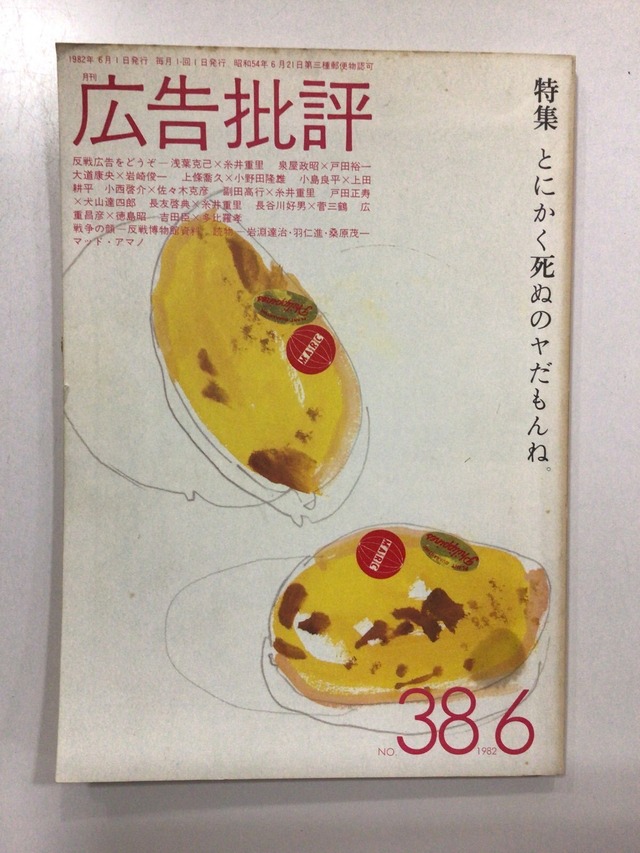 1982年 6月1日発行 毎月1回1日発行 昭和54年6月21日第三種郵便物認可
月刊
広告批評
反戦広告をどうぞ―浅葉克己×糸井重里 泉屋政昭×戸田裕一
大道康央×岩崎俊一 上條喬久×小野田隆雄 小島良平×上田
耕平 小西啓介×佐々木克彦 副田高行×糸井重里 戸田正寿
×犬山達四郎 長友啓典×糸井重里 長谷川好男×菅三鶴 広
重昌彦×徳島昭 吉田臣×多比羅孝
戦争の顔―反戦博物館資料 読物―岩淵達治・羽仁進・桑原茂一
マッド・アマノ
特集 とにかく死ぬのヤだもんね。
Philippine
MARC
MARC
Philippine
NO.38 1982 6